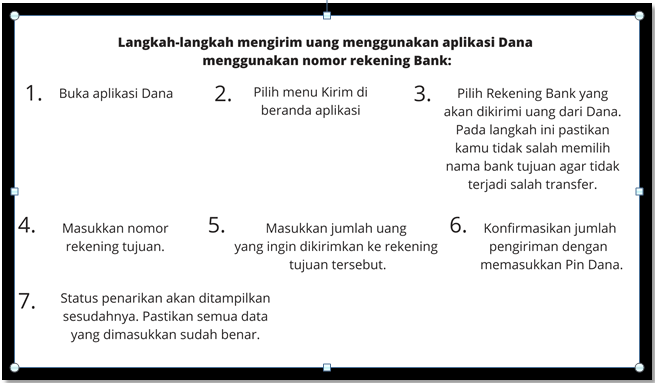 Langkah-langkah mengirim uang menggunakan aplikasi Dana
menggunakan nomor rekening Bank:
1. Buka aplikasi Dana
2. Pilih menu Kirim di
beranda aplikasi
3. Pilih Rekening Bank yang
akan dikirimi uang dari Dana.
Pada langkah ini pastikan
kamu tidak salah memilih
nama bank tujuan agar tidak
terjadi salah transfer.
4. Masukkan nomor
rekening tujuan.
5. Masukkan jumlah uang
yang ingin dikirimkan ke rekening
tujuan tersebut.
6. Konfirmasikan jumlah
pengiriman dengan
memasukkan Pin Dana.
7. Status penarikan akan ditampilkan
sesudahnya. Pastikan semua data
yang dimasukkan sudah benar.